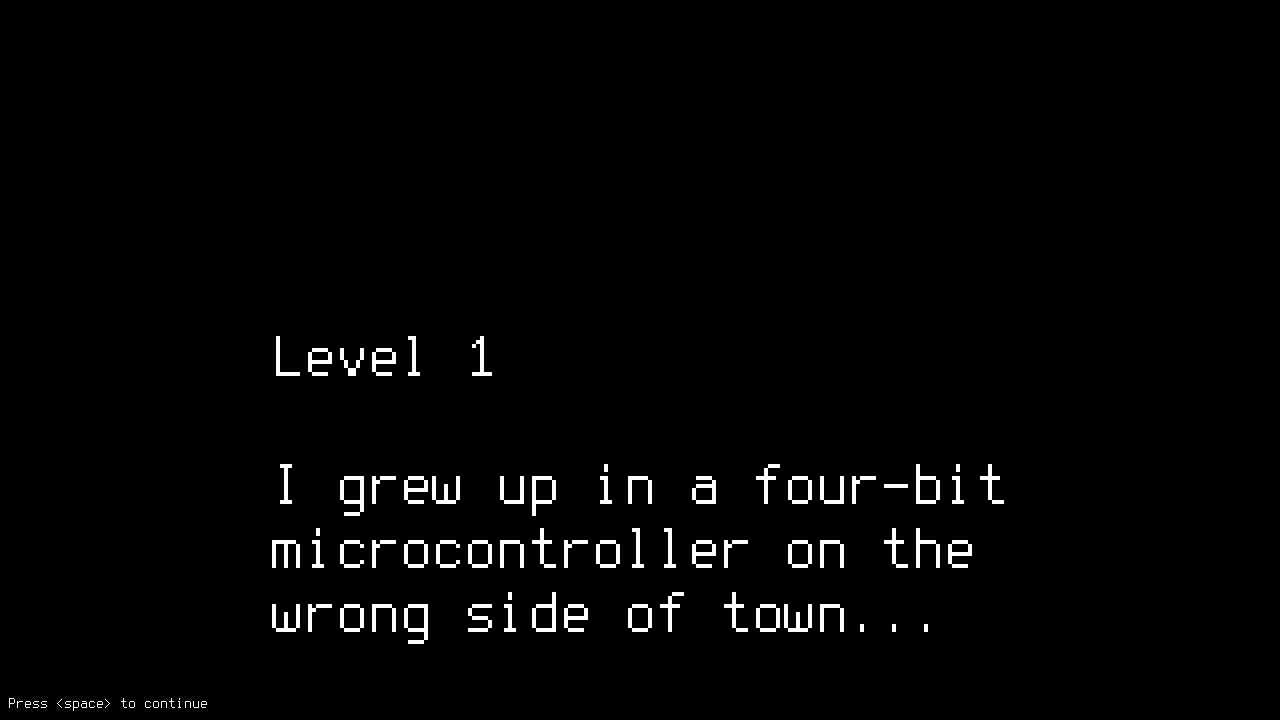 Level 1
I grew up in a four-bit
microcontroller on the
wrong side of town...
Press <space> to continue